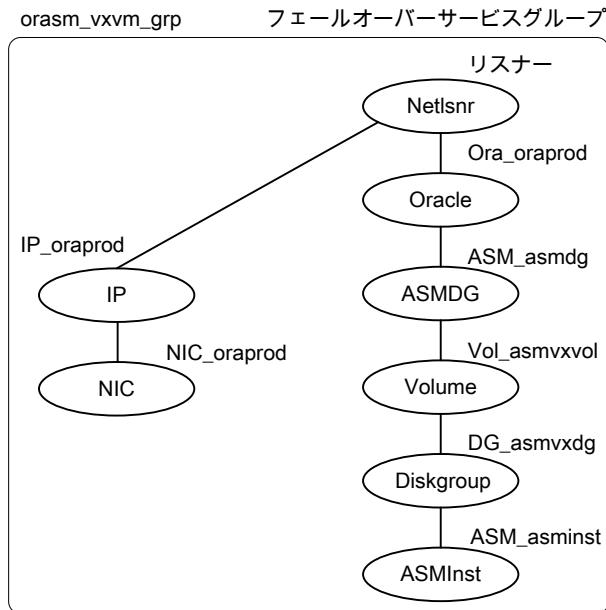 orasm_vxvm_grp
フェールオーバーサービスグループ
リスナー
Netlsnr
Ora_oraprod
Oracle
IP_oraprod
ASM_asmdg
IP
ASMDG
NIC_oraprod
Vol_asmvxvol
NIC
Volume
DG_asmvxdg
Diskgroup
ASM_asminst
ASMInst